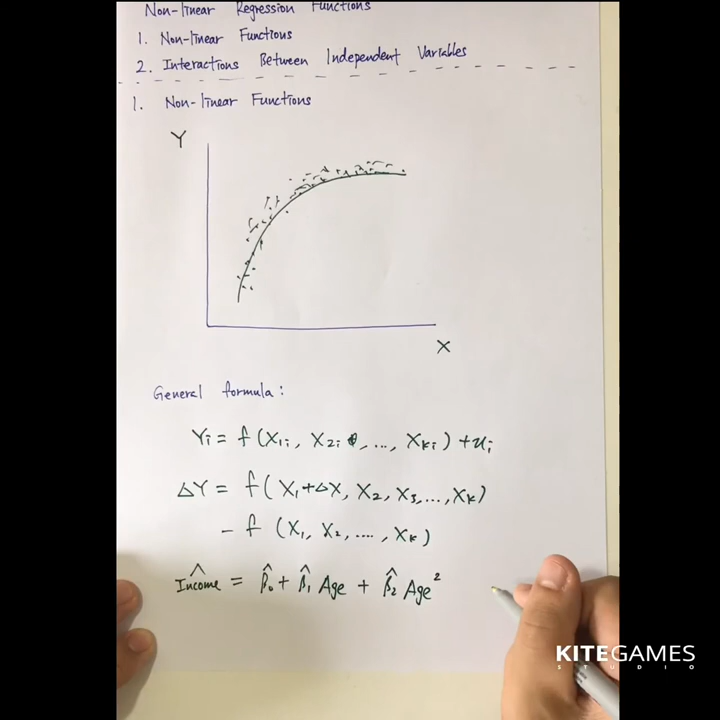 Non-linear Regression Functions
1. Non-linear Functions
2. Interactions Between Independent Variables
1. Non-linear Functions
Y
X
General formula:
Yi = f (X1i, X2i, ..., Xki) + ui
ΔY = f( X1+ΔX, X2, X3, ..., Xk)
- f (X1, X2, ...., Xk)
Income^ = β̂0 + β̂1 Age + β̂2 Age²
KITEGAMES
STUDIO